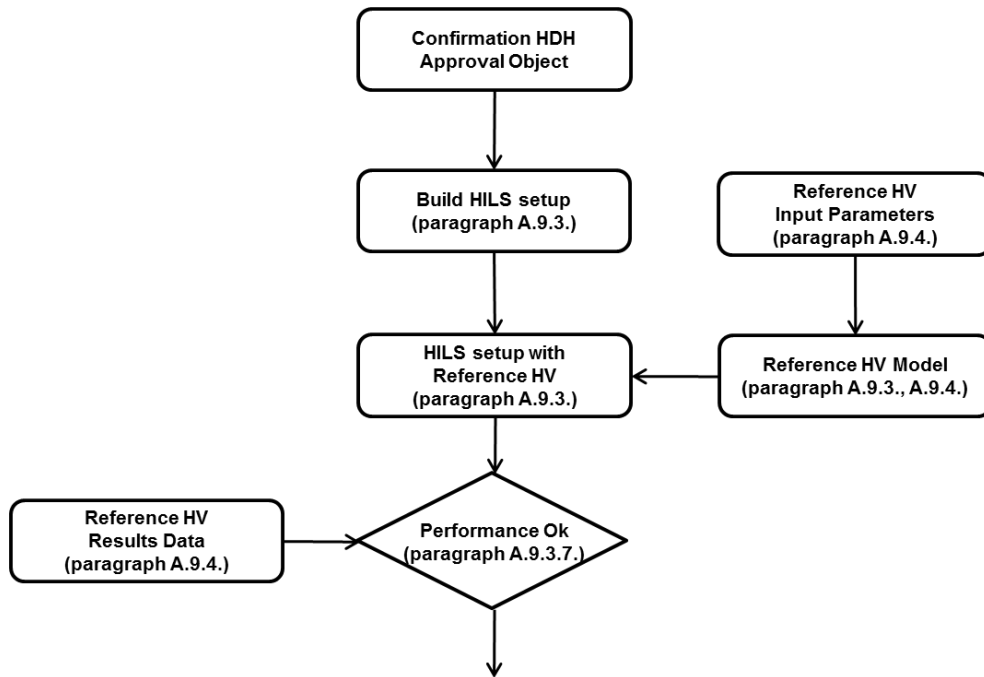 Confirmation HDH
Approval Object
Build HILS setup
(paragraph A.9.3.)
Reference HV
Input Parameters
(paragraph A.9.4.)
HILS setup with
Reference HV
(paragraph A.9.3.)
Reference HV Model
(paragraph A.9.3., A.9.4.)
Reference HV
Results Data
(paragraph A.9.4.)
Performance Ok
(paragraph A.9.3.7.)